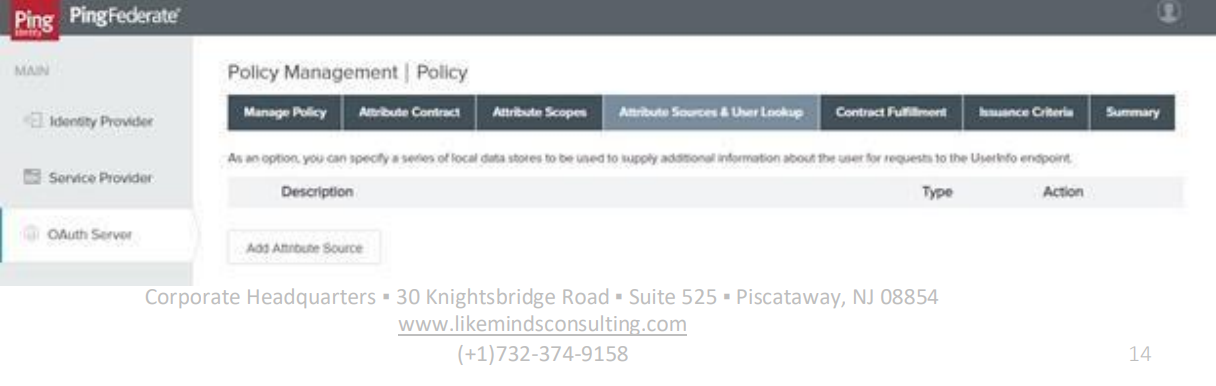 Ping
Identity
PingFederate®
MAIN
Identity Provider
Service Provider
OAuth Server
Policy Management | Policy
Manage Policy Attribute Contract Attribute Scopes Attribute Sources & User Lookup Contract Fulfillment Issuance Criteria Summary
As an option, you can specify a series of local data stores to be used to supply additional information about the user for requests to the UserInfo endpoint.
Description Type Action
Add Attribute Source
Corporate Headquarters ▪ 30 Knightsbridge Road ▪ Suite 525 ▪ Piscataway, NJ 08854
www.likemindsconsulting.com
(+1)732-374-9158 14